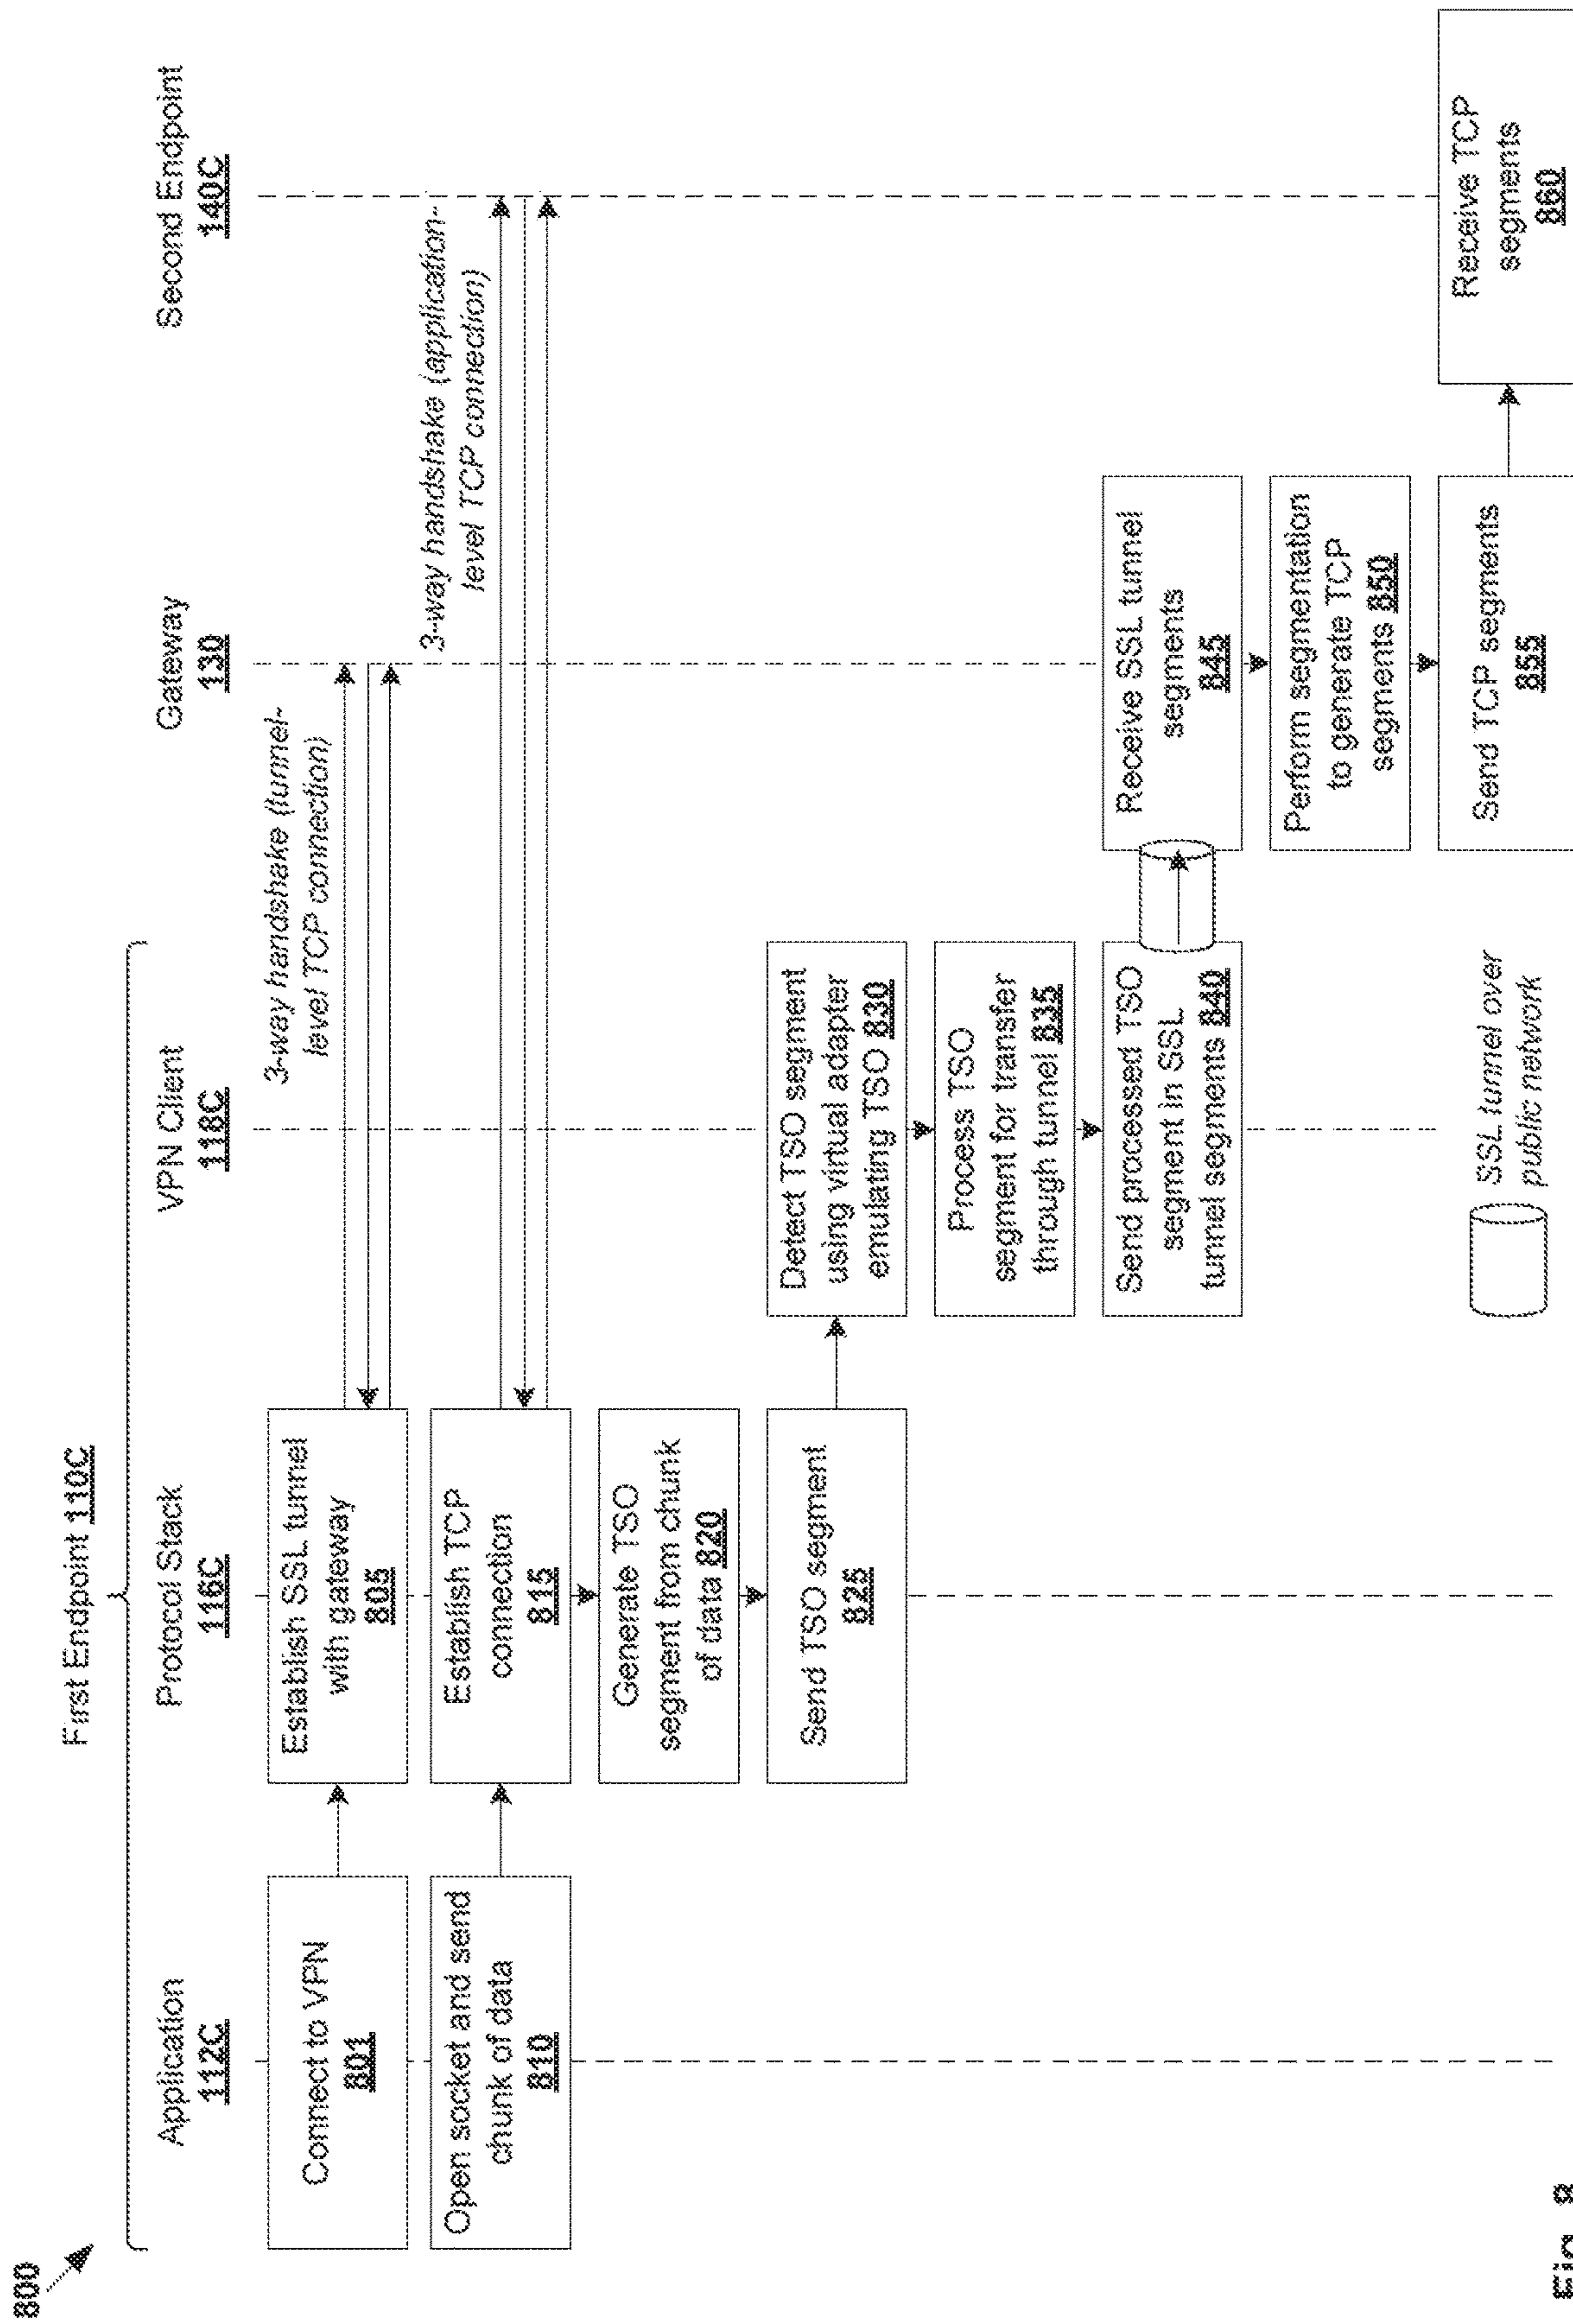 800
First Endpoint 110C
Application
112C
Protocol Stack
116C
VPN Client
118C
Gateway
130
Second Endpoint
140C
Connect to VPN
801
Establish SSL tunnel
with gateway
805
3-way handshake (tunnel-
level TCP connection)
Open socket and send
chunk of data
810
Establish TCP
connection
815
3-way handshake (application-
level TCP connection)
Generate TSO
segment from chunk
of data 820
Send TSO segment
825
Detect TSO segment
using virtual adapter
emulating TSO 830
Process TSO
segment for transfer
through tunnel 835
Send processed TSO
segment in SSL
tunnel segments 840
Receive SSL tunnel
segments
845
Perform segmentation
to generate TCP
segments 850
Send TCP segments
855
Receive TCP
segments
860
SSL tunnel over
public network
Fig. 8